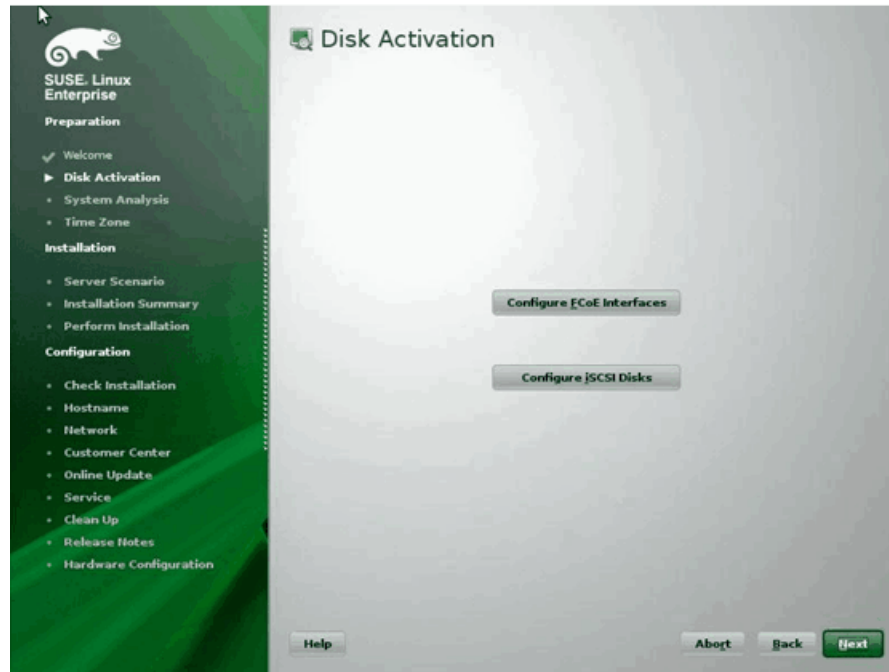 SUSE. Linux
Enterprise
Preparation
Welcome
Disk Activation
System Analysis
Time Zone
Installation
Server Scenario
Installation Summary
Perform Installation
Configuration
Check Installation
Hostname
Network
Customer Center
Online Update
Service
Clean Up
Release Notes
Hardware Configuration
Disk Activation
Configure FCoE Interfaces
Configure iSCSI Disks
Help
Abort
Back
Next